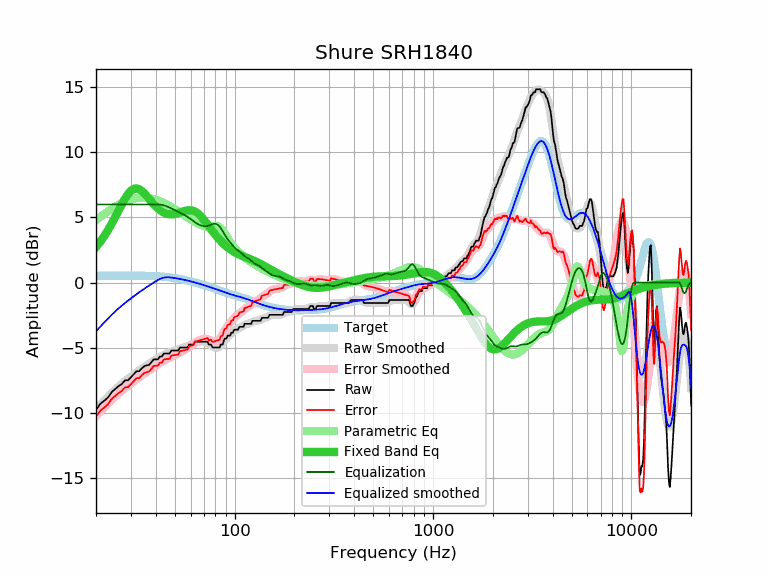 Shure SRH1840
15
10
5
0
−5
−10
−15
Amplitude (dBr)
Target
Raw Smoothed
Error Smoothed
Raw
Error
Parametric Eq
Fixed Band Eq
Equalization
Equalized smoothed
100
1000
10000
Frequency (Hz)